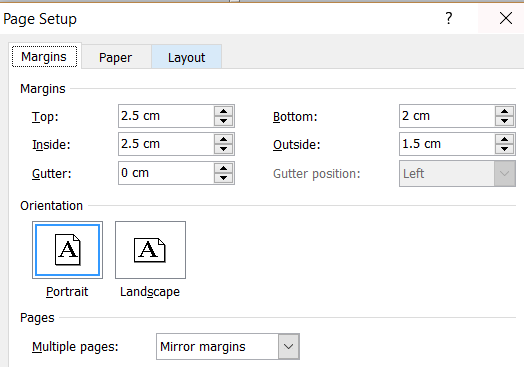 Page Setup ? ×
Margins Paper Layout
Margins
Top: 2.5 cm Bottom: 2 cm
Inside: 2.5 cm Outside: 1.5 cm
Gutter: 0 cm Gutter position: Left
Orientation
A A
Portrait Landscape
Pages
Multiple pages: Mirror margins